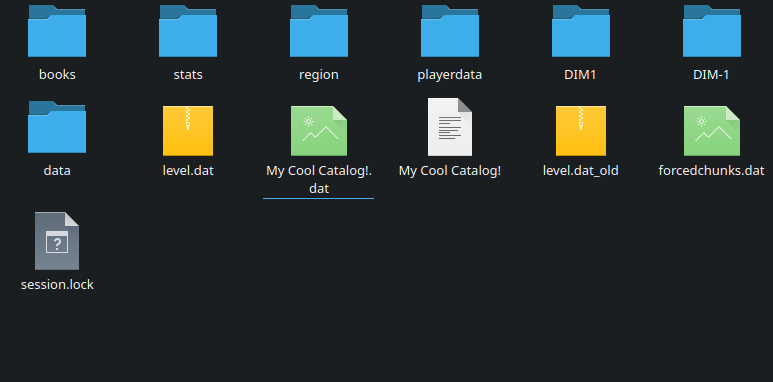 books
stats
region
playerdata
DIM1
DIM-1
data
level.dat
My Cool Catalog!.
dat
My Cool Catalog!
level.dat_old
forcedchunks.dat
session.lock